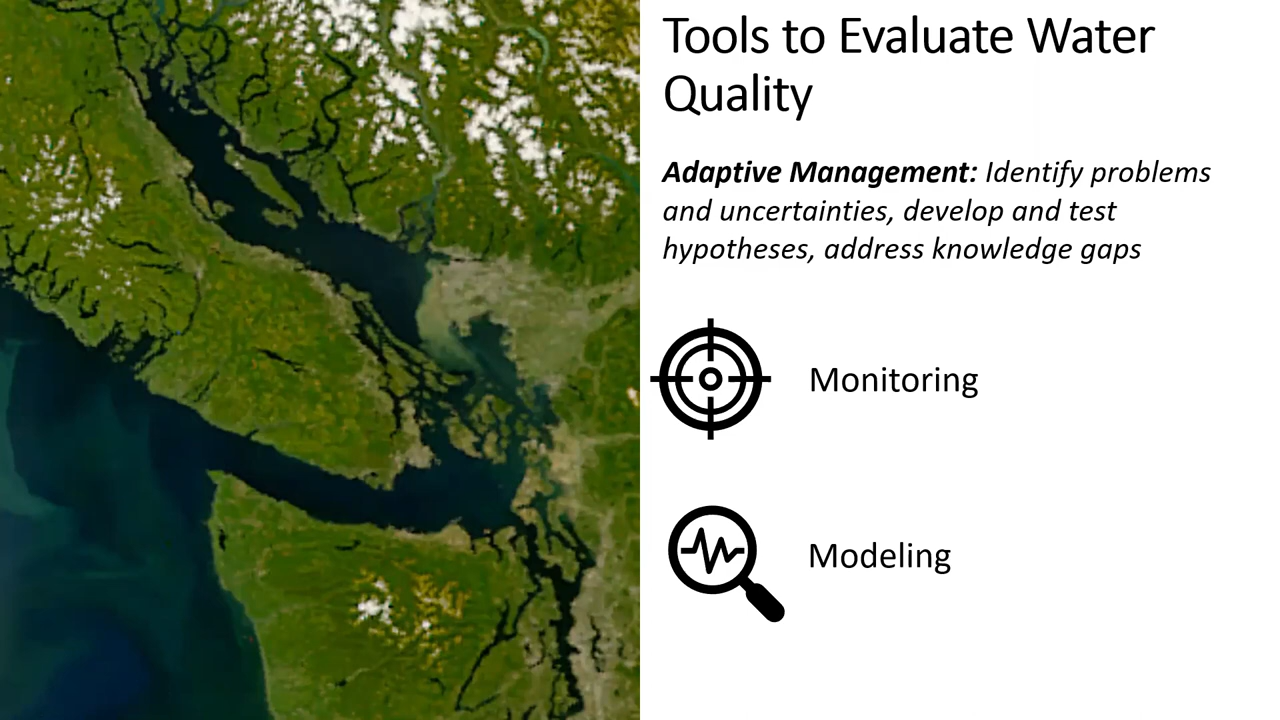 Tools to Evaluate Water
Quality
Adaptive Management: Identify problems
and uncertainties, develop and test
hypotheses, address knowledge gaps
Monitoring
Modeling